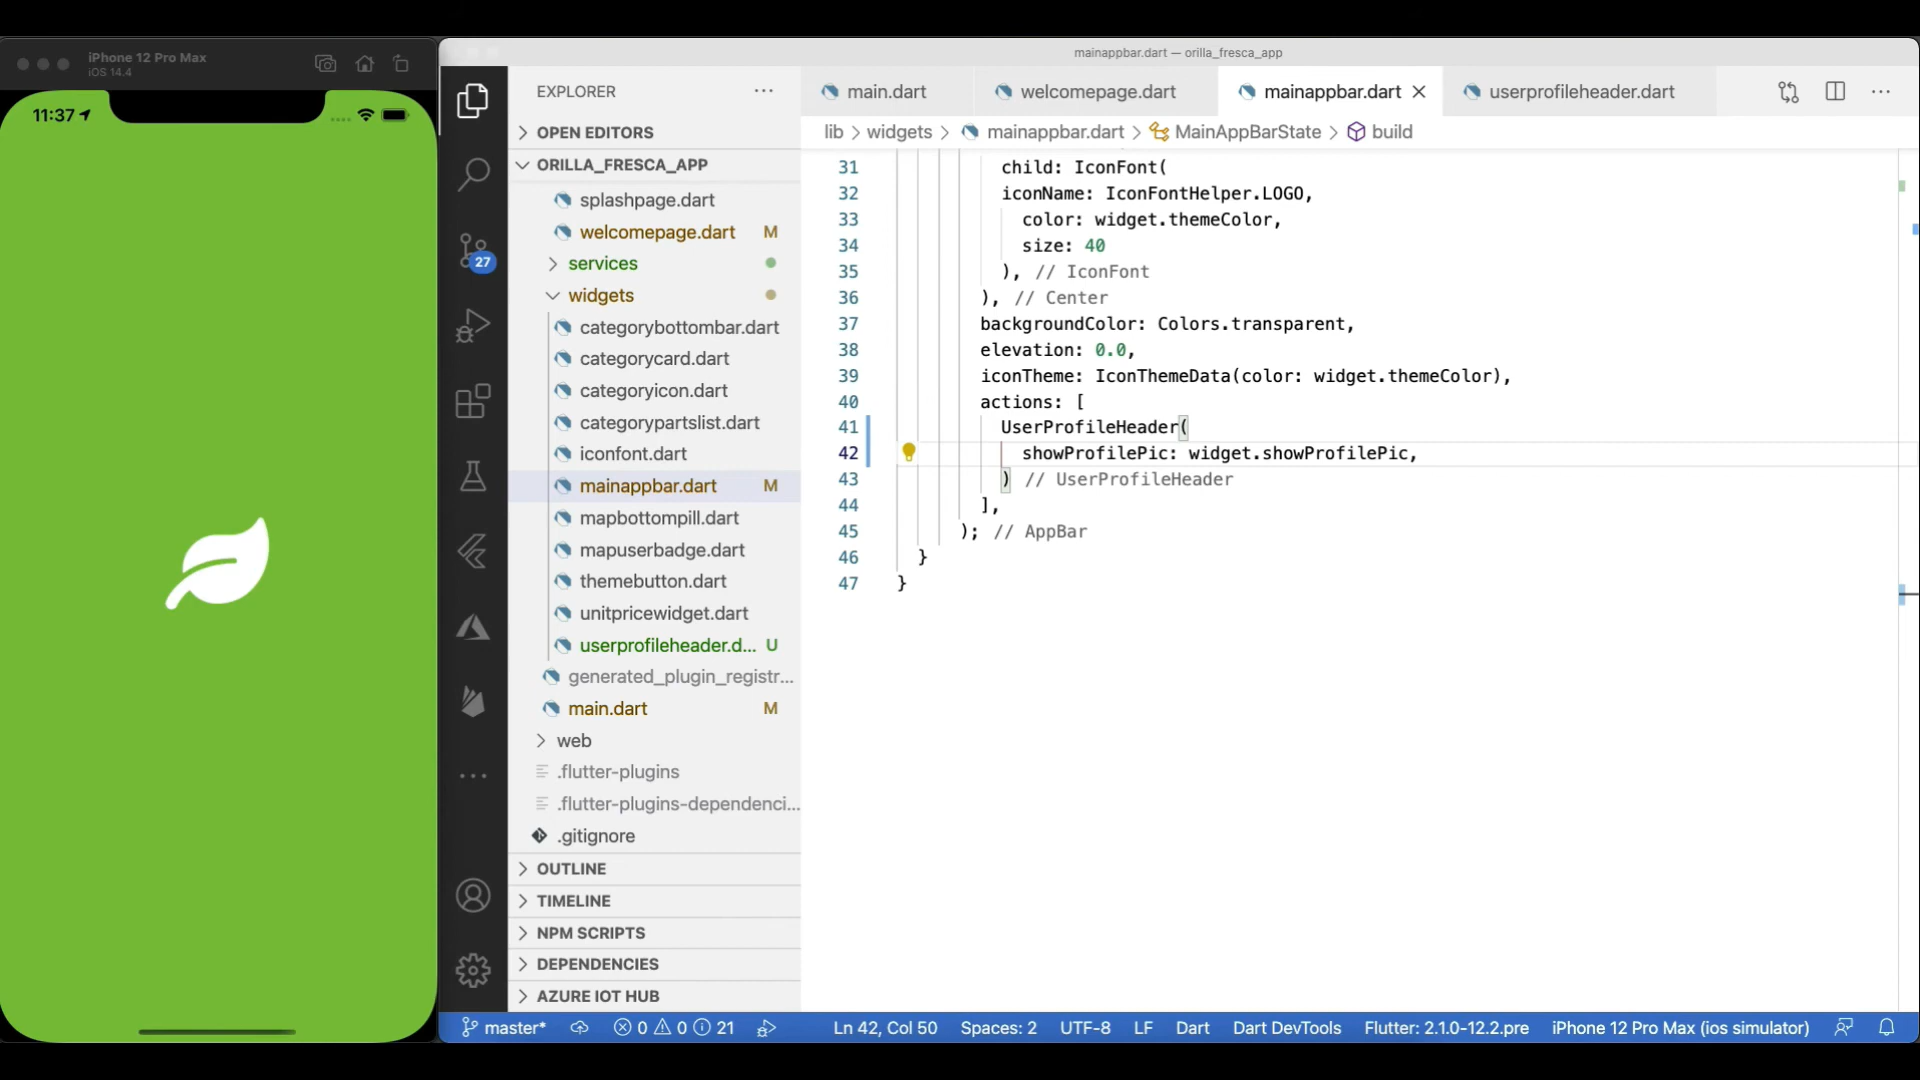 iPhone 12 Pro Max
iOS 14.4
11:37
mainappbar.dart — orilla_fresca_app
EXPLORER
OPEN EDITORS
ORILLA_FRESCA_APP
splashpage.dart
welcomepage.dart M
services
widgets
categorybottombar.dart
categorycard.dart
categoryicon.dart
categorypartslist.dart
iconfont.dart
mainappbar.dart M
mapbottompill.dart
mapuserbadge.dart
themebutton.dart
unitpricewidget.dart
userprofileheader.d... U
generated_plugin_registr...
main.dart M
web
.flutter-plugins
.flutter-plugins-dependenci...
.gitignore
OUTLINE
TIMELINE
NPM SCRIPTS
DEPENDENCIES
AZURE IOT HUB
27
main.dart welcomepage.dart mainappbar.dart userprofileheader.dart
lib > widgets > mainappbar.dart > MainAppBarState > build
31 child: IconFont(
32 iconName: IconFontHelper.LOGO,
33 color: widget.themeColor,
34 size: 40
35 ), // IconFont
36 ), // Center
37 backgroundColor: Colors.transparent,
38 elevation: 0.0,
39 iconTheme: IconThemeData(color: widget.themeColor),
40 actions: [
41 UserProfileHeader(
42 showProfilePic: widget.showProfilePic,
43 ) // UserProfileHeader
44 ],
45 ); // AppBar
46 }
47 }
master* 0 0 21 Ln 42, Col 50 Spaces: 2 UTF-8 LF Dart Dart DevTools Flutter: 2.1.0-12.2.pre iPhone 12 Pro Max (ios simulator)